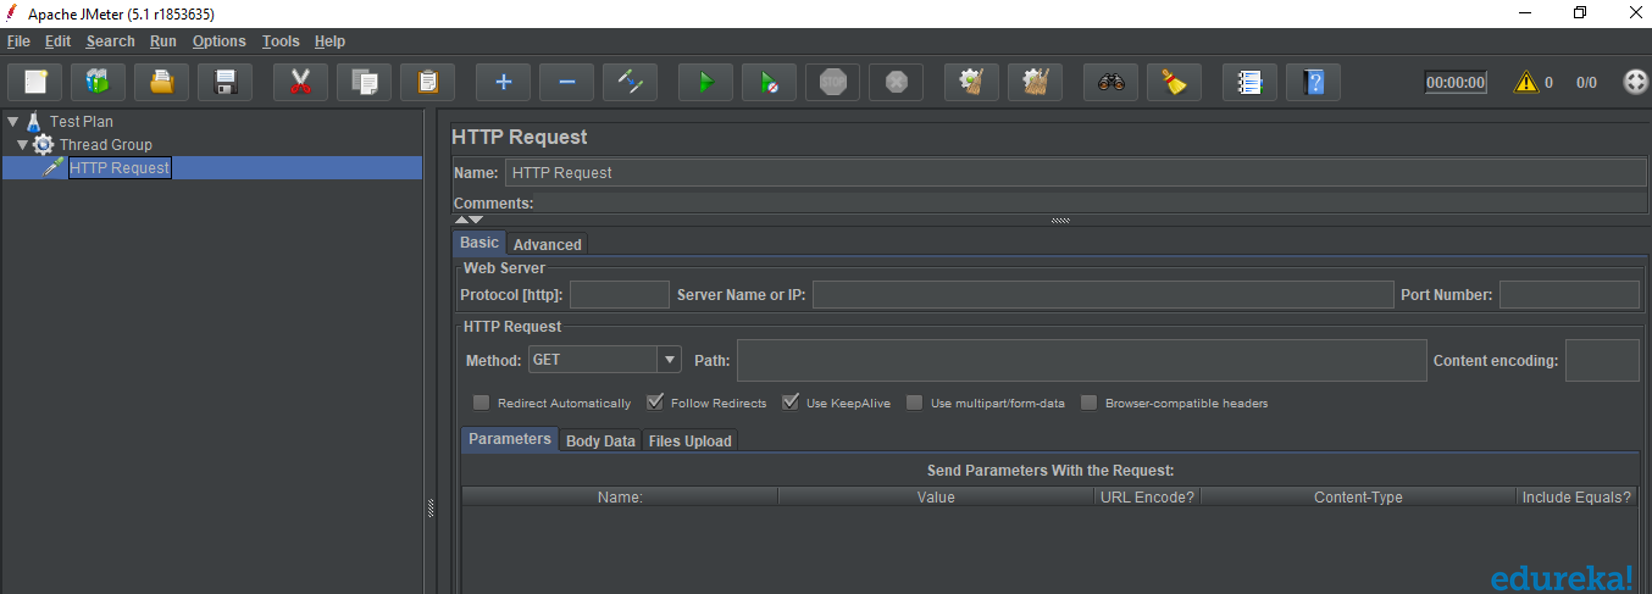 Apache JMeter (5.1 r1853635)
File Edit Search Run Options Tools Help
STOP 00:00:00 0 0/0
Test Plan
Thread Group
HTTP Request
HTTP Request
Name: HTTP Request
Comments:
Basic Advanced
Web Server
Protocol [http]: Server Name or IP: Port Number:
HTTP Request
Method: GET Path: Content encoding:
Redirect Automatically Follow Redirects Use KeepAlive Use multipart/form-data Browser-compatible headers
Parameters Body Data Files Upload
Send Parameters With the Request:
Name: Value URL Encode? Content-Type Include Equals?
edureka!